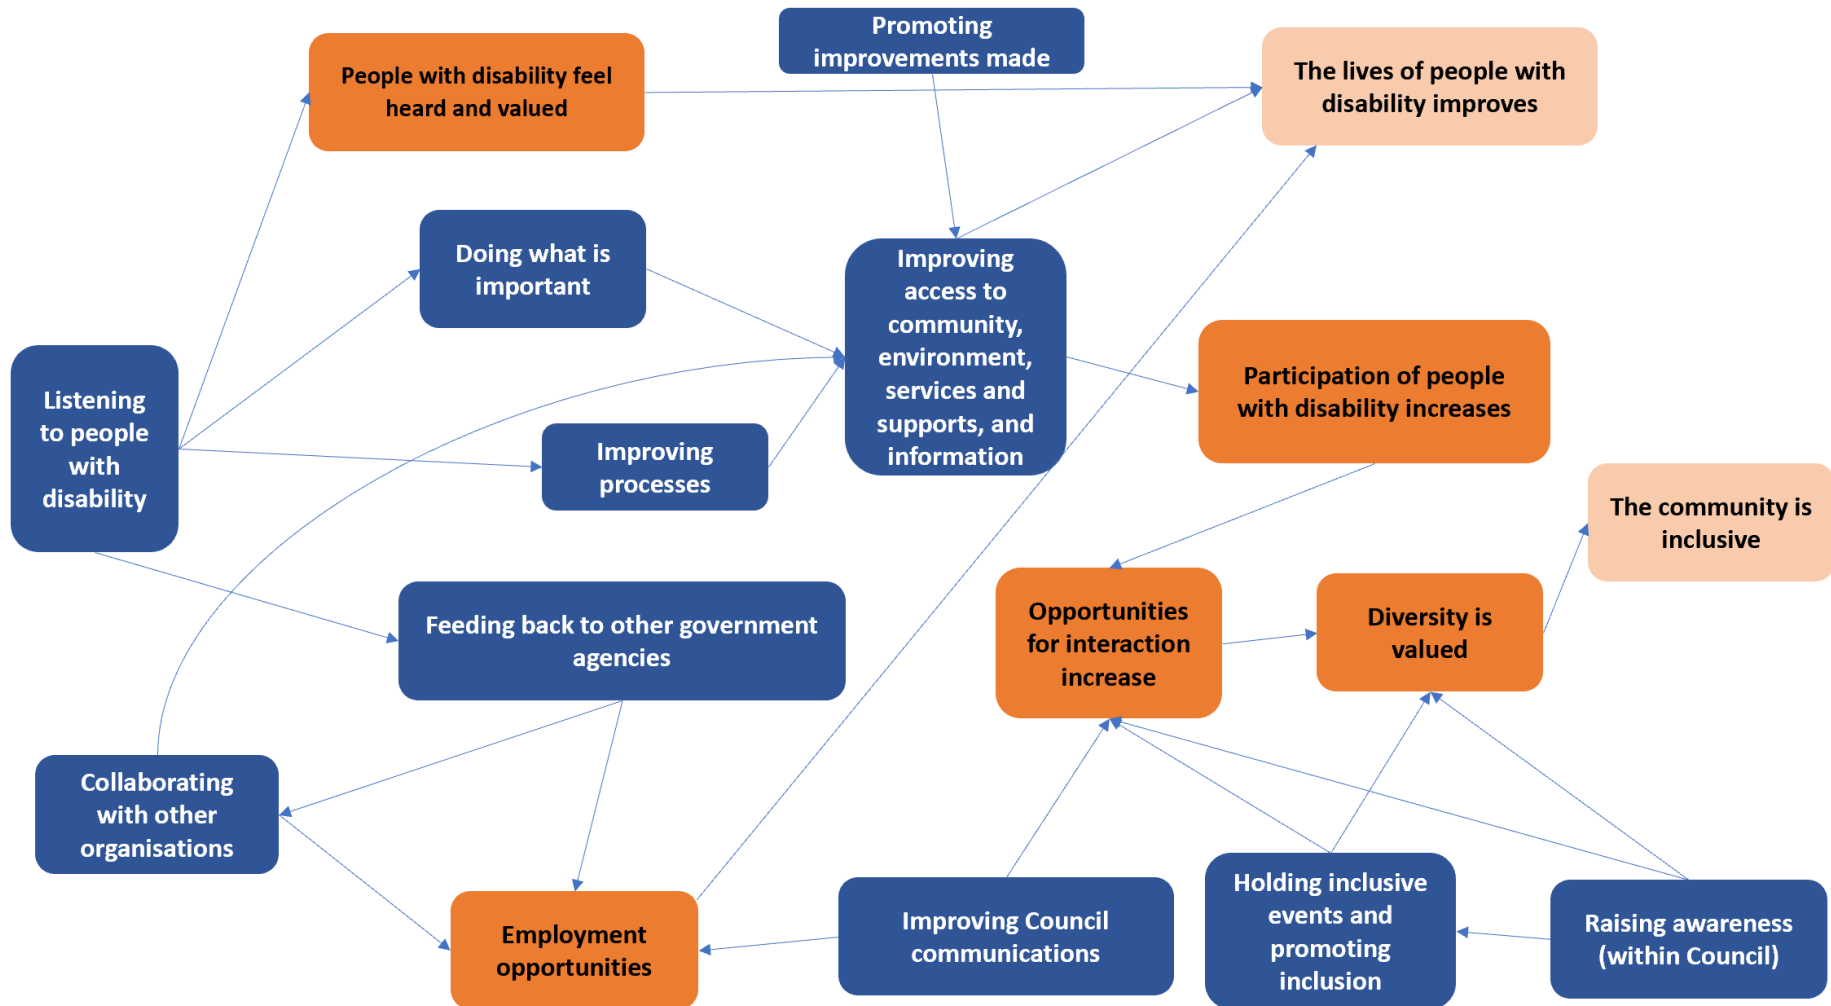 Promoting
improvements made
People with disability feel
heard and valued
The lives of people with
disability improves
Doing what is
important
Improving
access to
community,
environment,
services and
supports, and
information
Participation of people
with disability increases
Listening
to people
with
disability
Improving
processes
The community is
inclusive
Feeding back to other government
agencies
Opportunities
for interaction
increase
Diversity is
valued
Collaborating
with other
organisations
Employment
opportunities
Improving Council
communications
Holding inclusive
events and
promoting
inclusion
Raising awareness
(within Council)